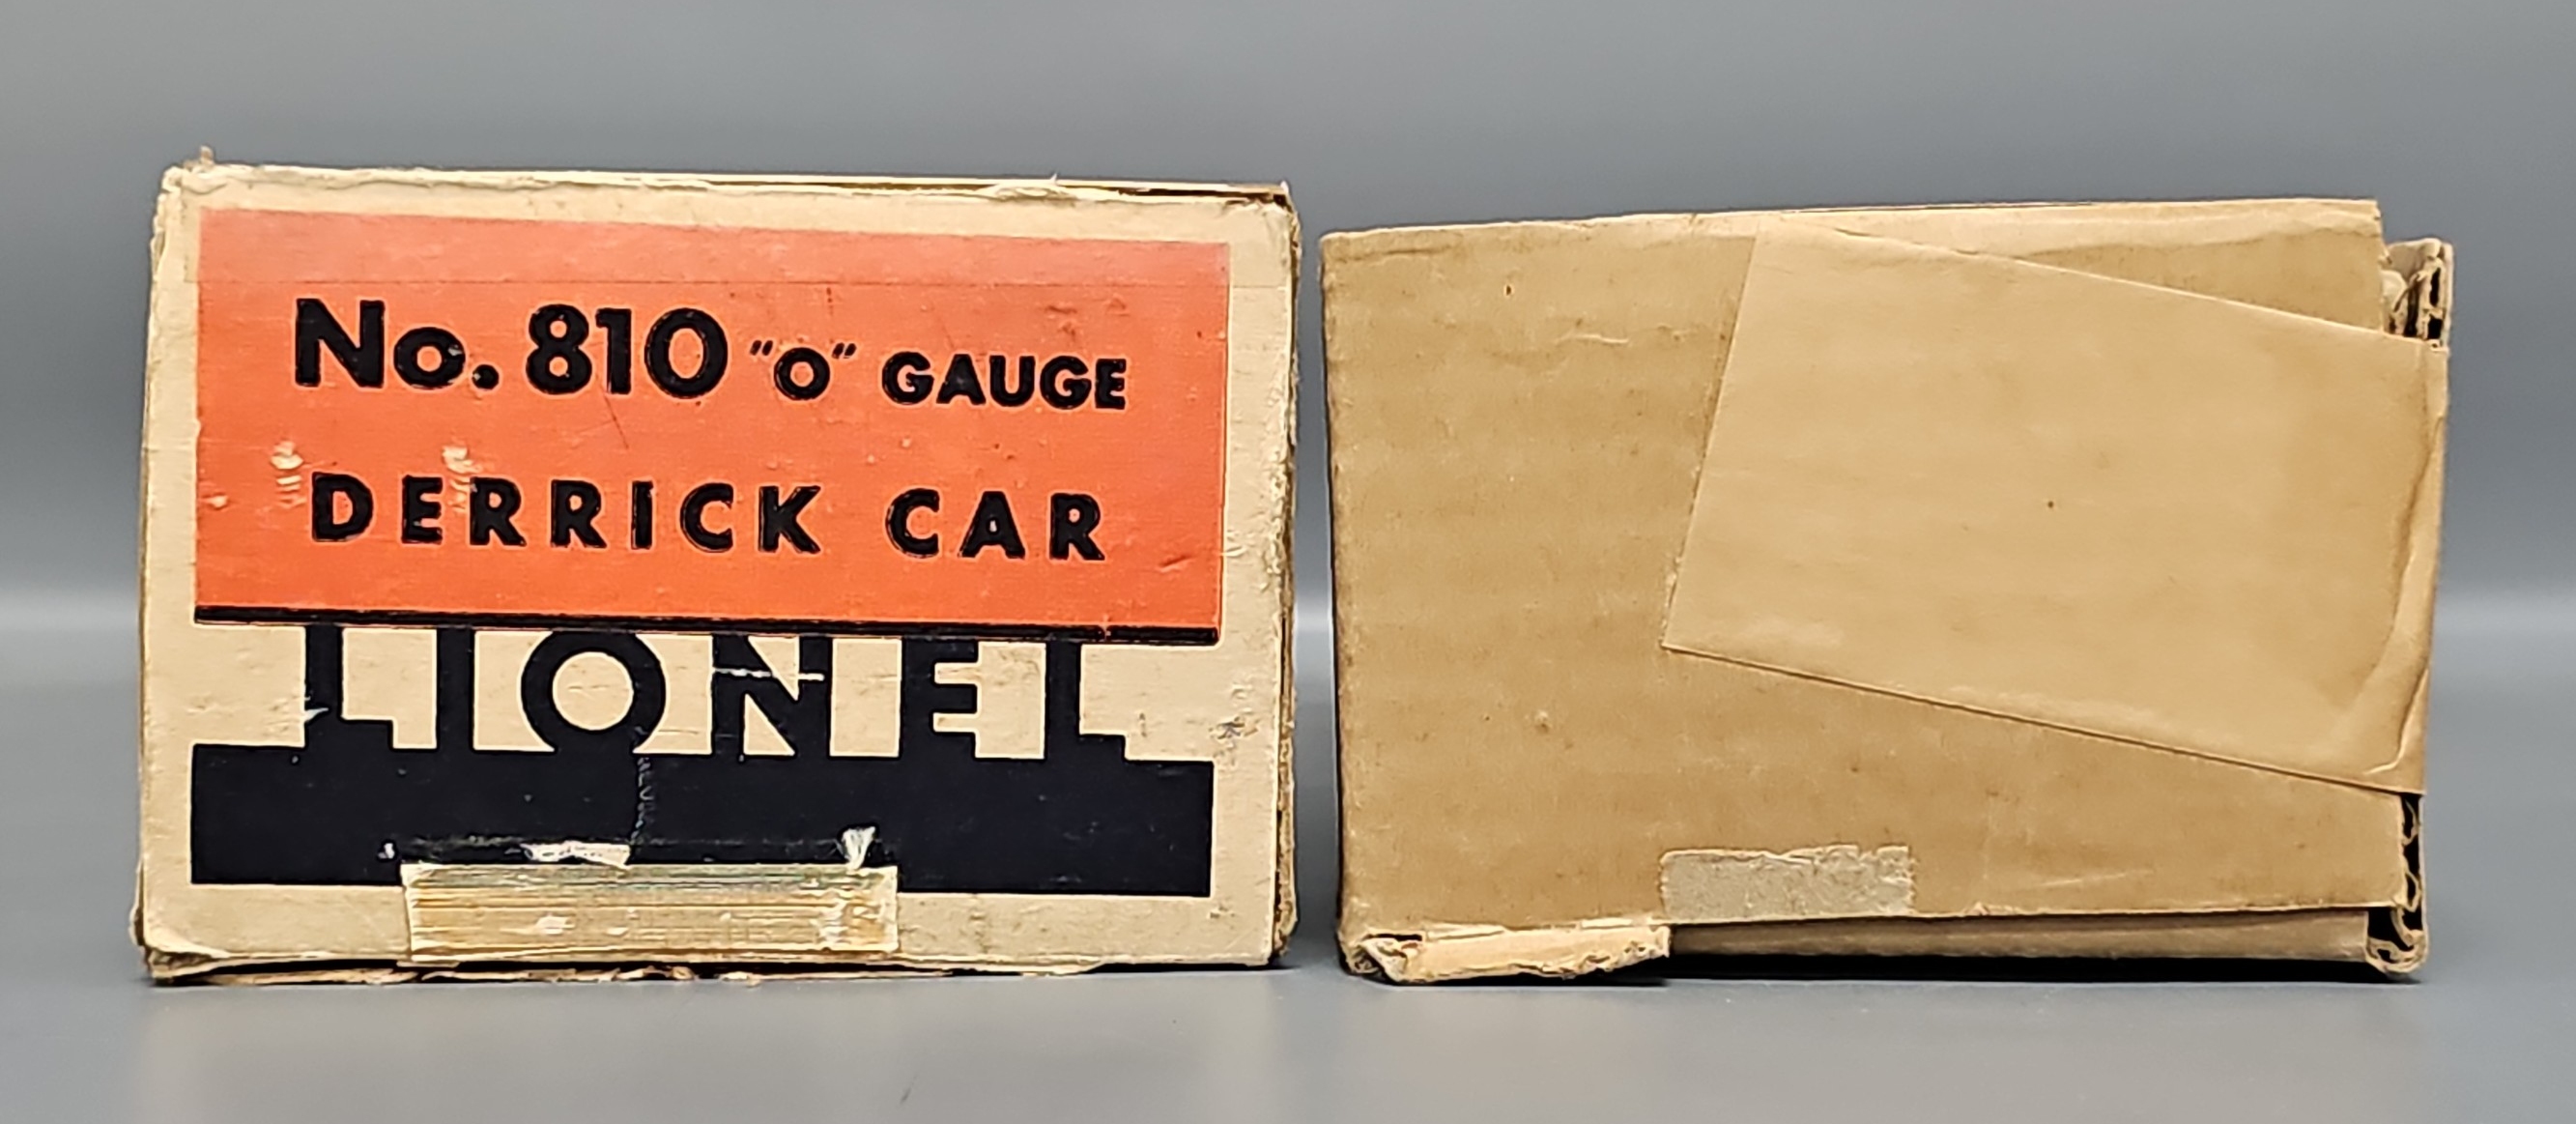 No. 810 "O" GAUGE
DERRICK CAR
LIONEL